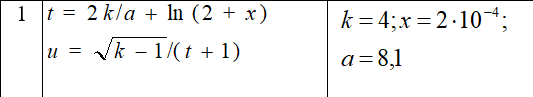 1
t = 2 k/a + ln (2 + x)
u = √(k – 1)/( t + 1)
k = 4; x = 2·10⁻⁴;
a = 8,1